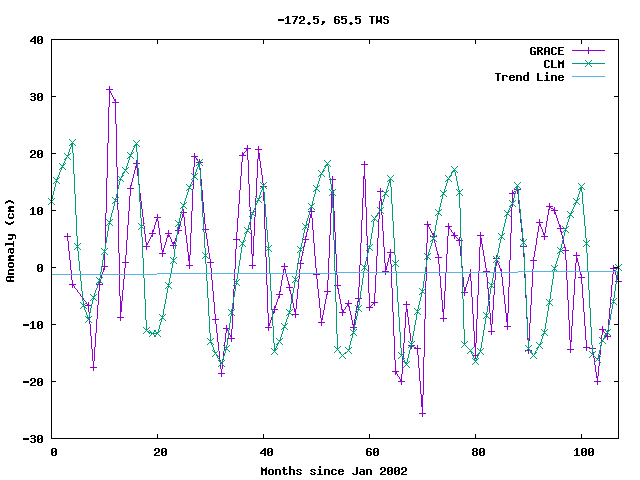 -172.5, 65.5 TWS
GRACE
CLM
Trend Line
40
30
20
10
0
-10
-20
-30
Anomaly (cm)
0 20 40 60 80 100
Months since Jan 2002